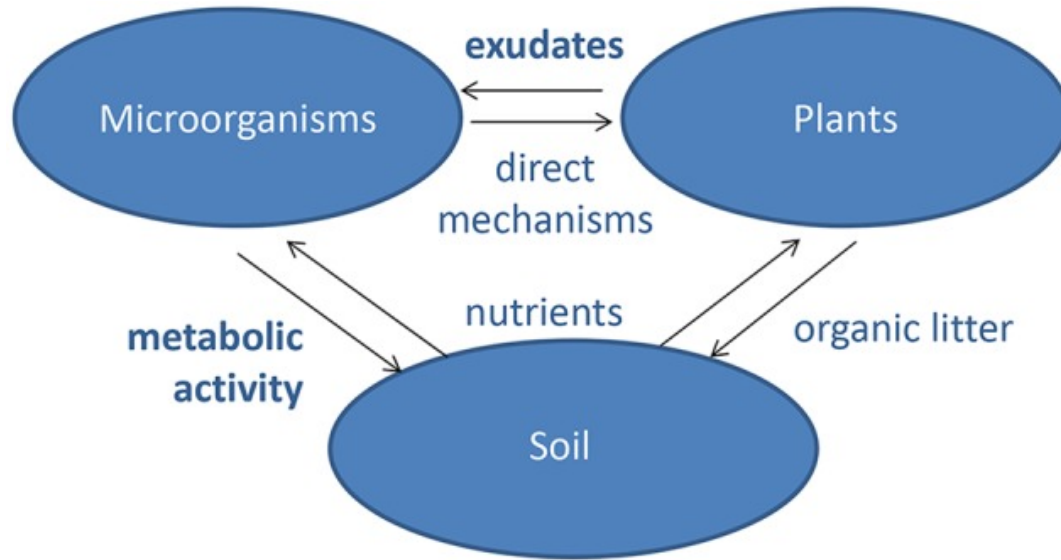 exudates
Microorganisms
Plants
direct
mechanisms
nutrients
metabolic
activity
organic litter
Soil